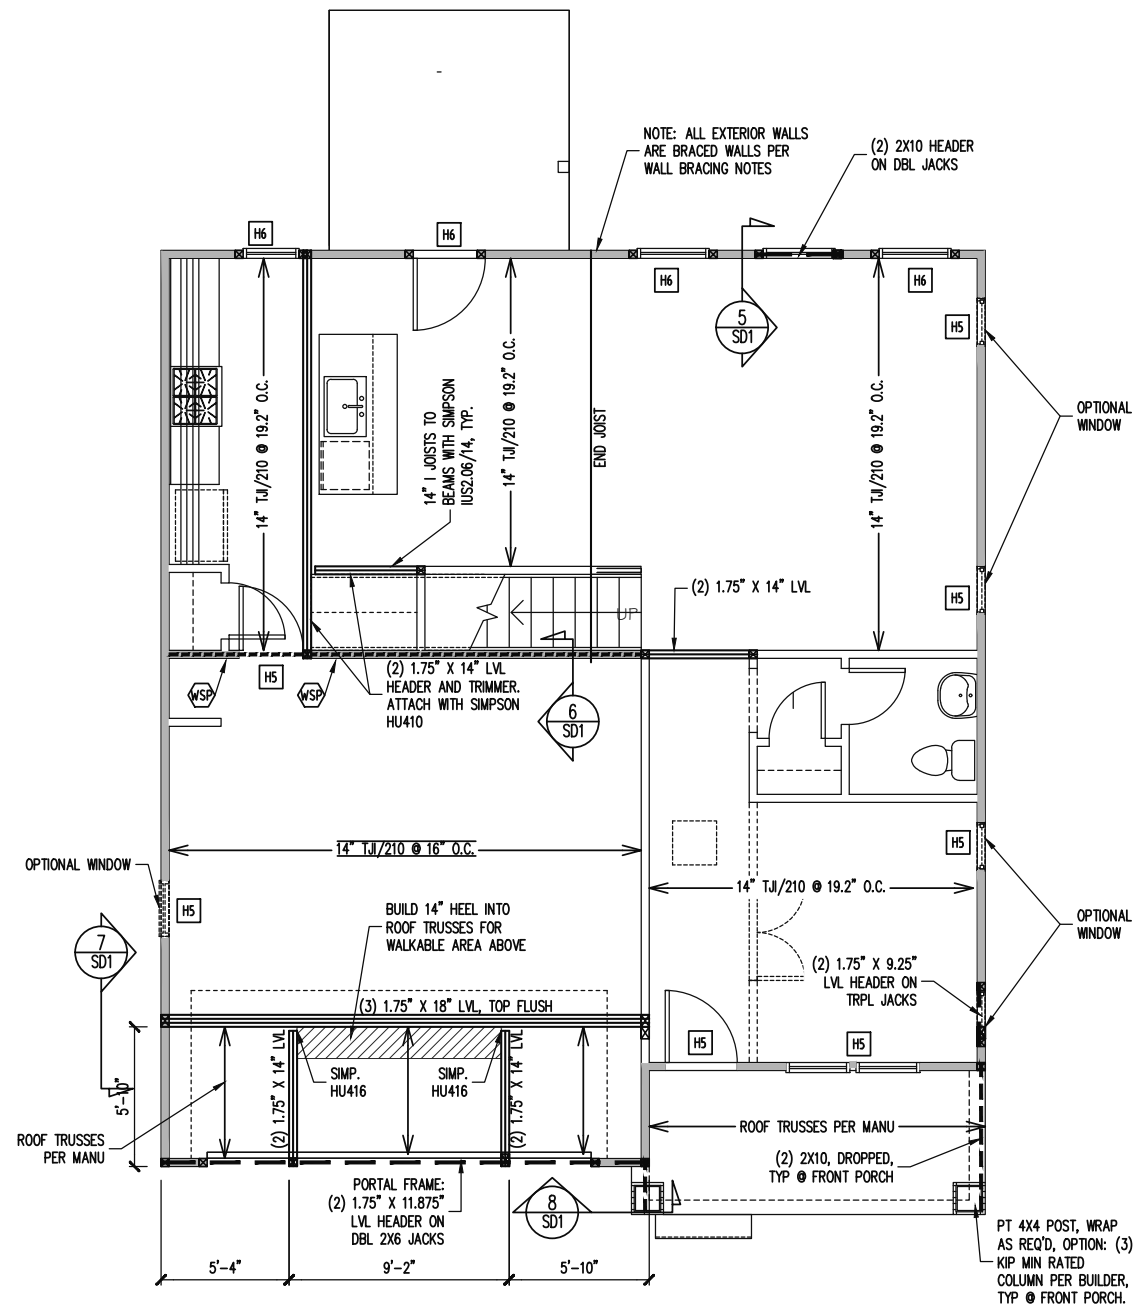 NOTE: ALL EXTERIOR WALLS
ARE BRACED WALLS PER
WALL BRACING NOTES
(2) 2X10 HEADER
ON DBL JACKS
H6
H6
H6
H6
5
SD1
H5
OPTIONAL
WINDOW
14" TJI/210 @ 19.2" O.C.
14" TJI/210 @ 19.2" O.C.
14" TJI/210 @ 19.2" O.C.
END JOIST
14" I JOISTS TO
BEAMS WITH SIMPSON
IUS2.06/14, TYP.
(2) 1.75" X 14" LVL
H5
UP
H5
WSP
WSP
(2) 1.75" X 14" LVL
HEADER AND TRIMMER.
ATTACH WITH SIMPSON
HU410
6
SD1
14" TJI/210 @ 16" O.C.
H5
OPTIONAL WINDOW
14" TJI/210 @ 19.2" O.C.
H5
BUILD 14" HEEL INTO
ROOF TRUSSES FOR
WALKABLE AREA ABOVE
OPTIONAL
WINDOW
7
SD1
(2) 1.75" X 9.25"
LVL HEADER ON
TRPL JACKS
(3) 1.75" X 18" LVL, TOP FLUSH
H5
H5
(2) 1.75" X 14" LVL
SIMP.
HU416
SIMP.
HU416
(2) 1.75" X 14" LVL
5'-10"
ROOF TRUSSES
PER MANU
ROOF TRUSSES PER MANU
(2) 2X10, DROPPED,
TYP @ FRONT PORCH
PORTAL FRAME:
(2) 1.75" X 11.875"
LVL HEADER ON
DBL 2X6 JACKS
8
SD1
PT 4X4 POST, WRAP
AS REQ'D, OPTION: (3)
KIP MIN RATED
COLUMN PER BUILDER,
TYP @ FRONT PORCH.
5'-4"
9'-2"
5'-10"